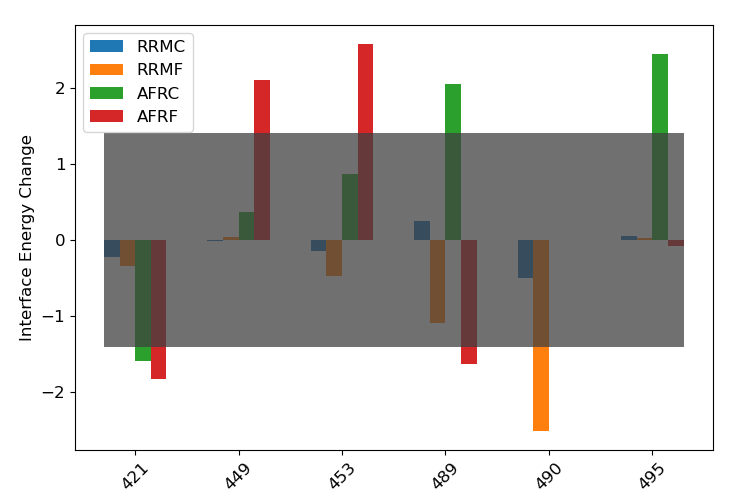 RRMC
RRMF
AFRC
AFRF
Interface Energy Change
2
1
0
−1
−2
421
449
453
489
490
495